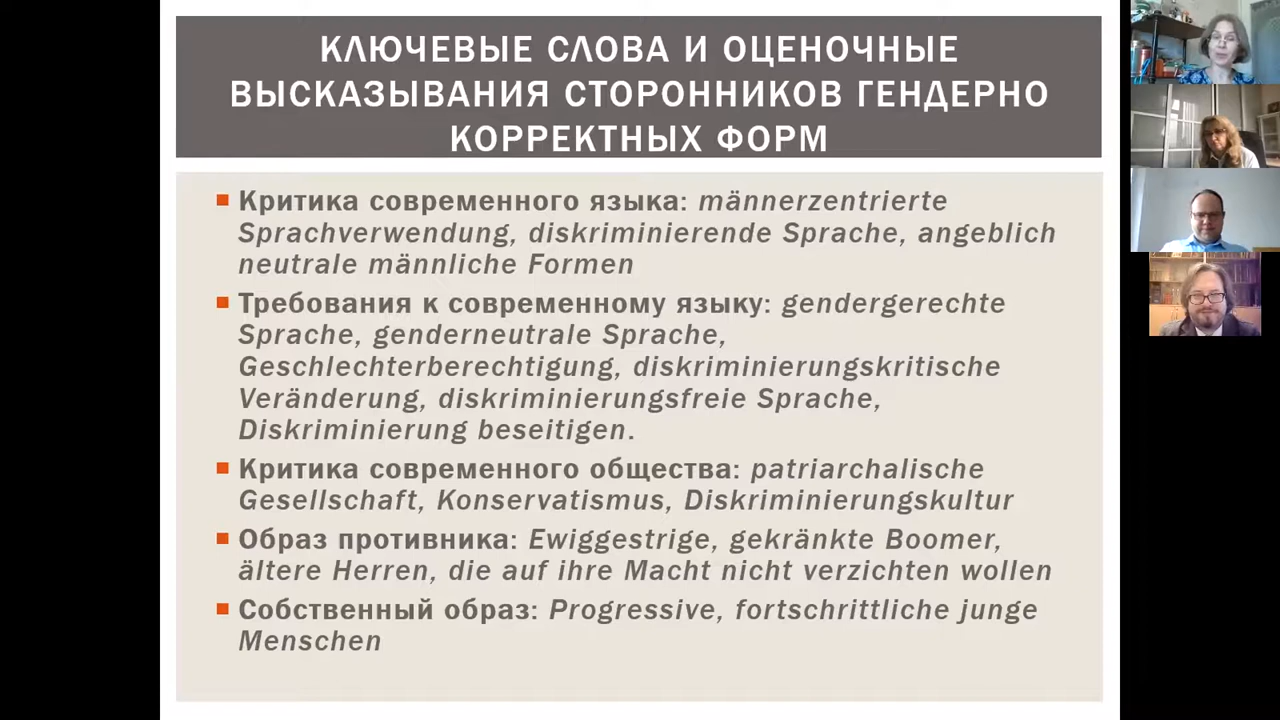 КЛЮЧЕВЫЕ СЛОВА И ОЦЕНОЧНЫЕ
ВЫСКАЗЫВАНИЯ СТОРОННИКОВ ГЕНДЕРНО
КОРРЕКТНЫХ ФОРМ
Критика современного языка: männerzentrierte
Sprachverwendung, diskriminierende Sprache, angeblich
neutrale männliche Formen
Требования к современному языку: gendergerechte
Sprache, genderneutrale Sprache,
Geschlechterberechtigung, diskriminierungskritische
Veränderung, diskriminierungsfreie Sprache,
Diskriminierung beseitigen.
Критика современного общества: patriarchalische
Gesellschaft, Konservatismus, Diskriminierungskultur
Образ противника: Ewiggestrige, gekränkte Boomer,
ältere Herren, die auf ihre Macht nicht verzichten wollen
Собственный образ: Progressive, fortschrittliche junge
Menschen